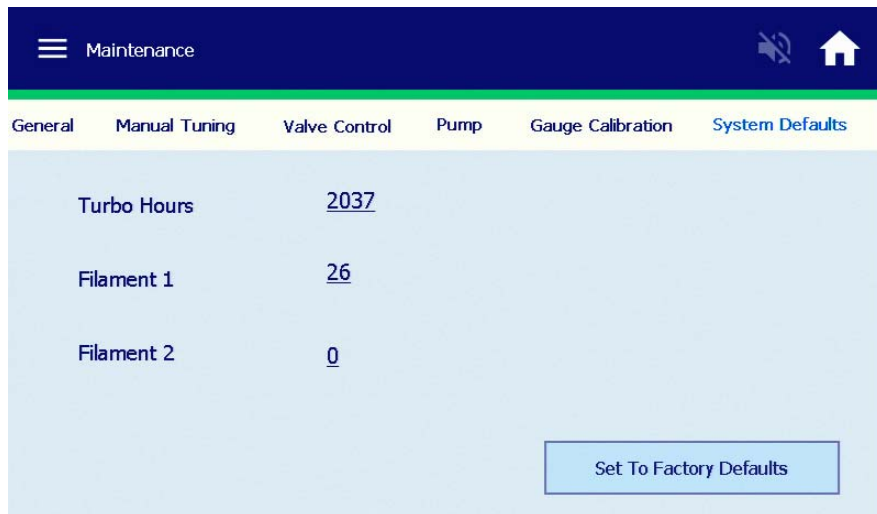 Maintenance
General Manual Tuning Valve Control Pump Gauge Calibration System Defaults
Turbo Hours 2037
Filament 1 26
Filament 2 0
Set To Factory Defaults